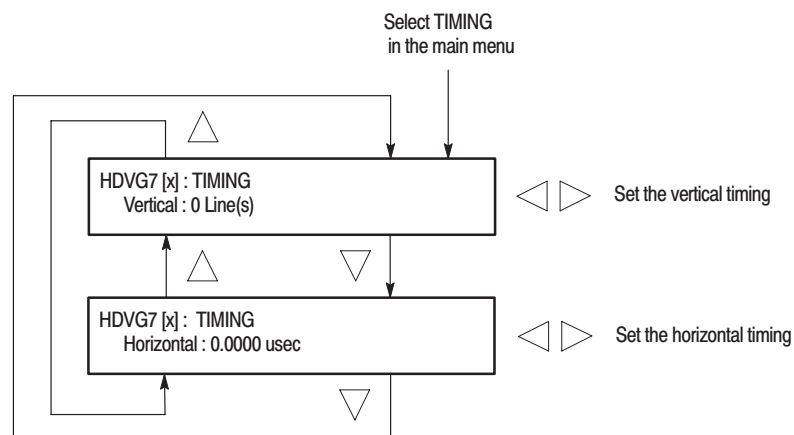 Select TIMING
in the main menu
HDVG7 [x] : TIMING
Vertical : 0 Line(s)
Set the vertical timing
HDVG7 [x] : TIMING
Horizontal : 0.0000 usec
Set the horizontal timing